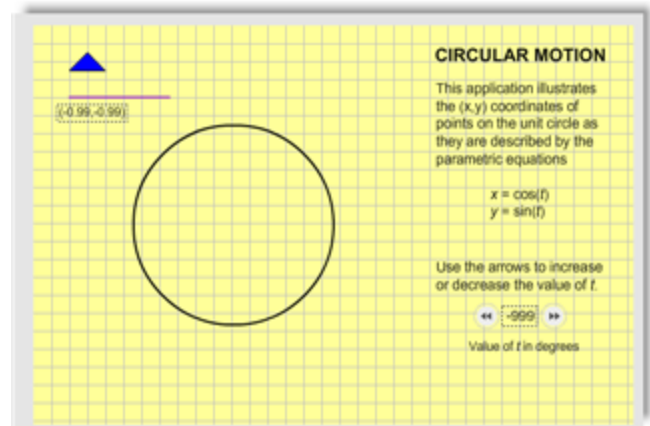 CIRCULAR MOTION
(-0.99,-0.99)
This application illustrates
the (x,y) coordinates of
points on the unit circle as
they are described by the
parametric equations
x = cos(t)
y = sin(t)
Use the arrows to increase
or decrease the value of t.
-999
Value of t in degrees